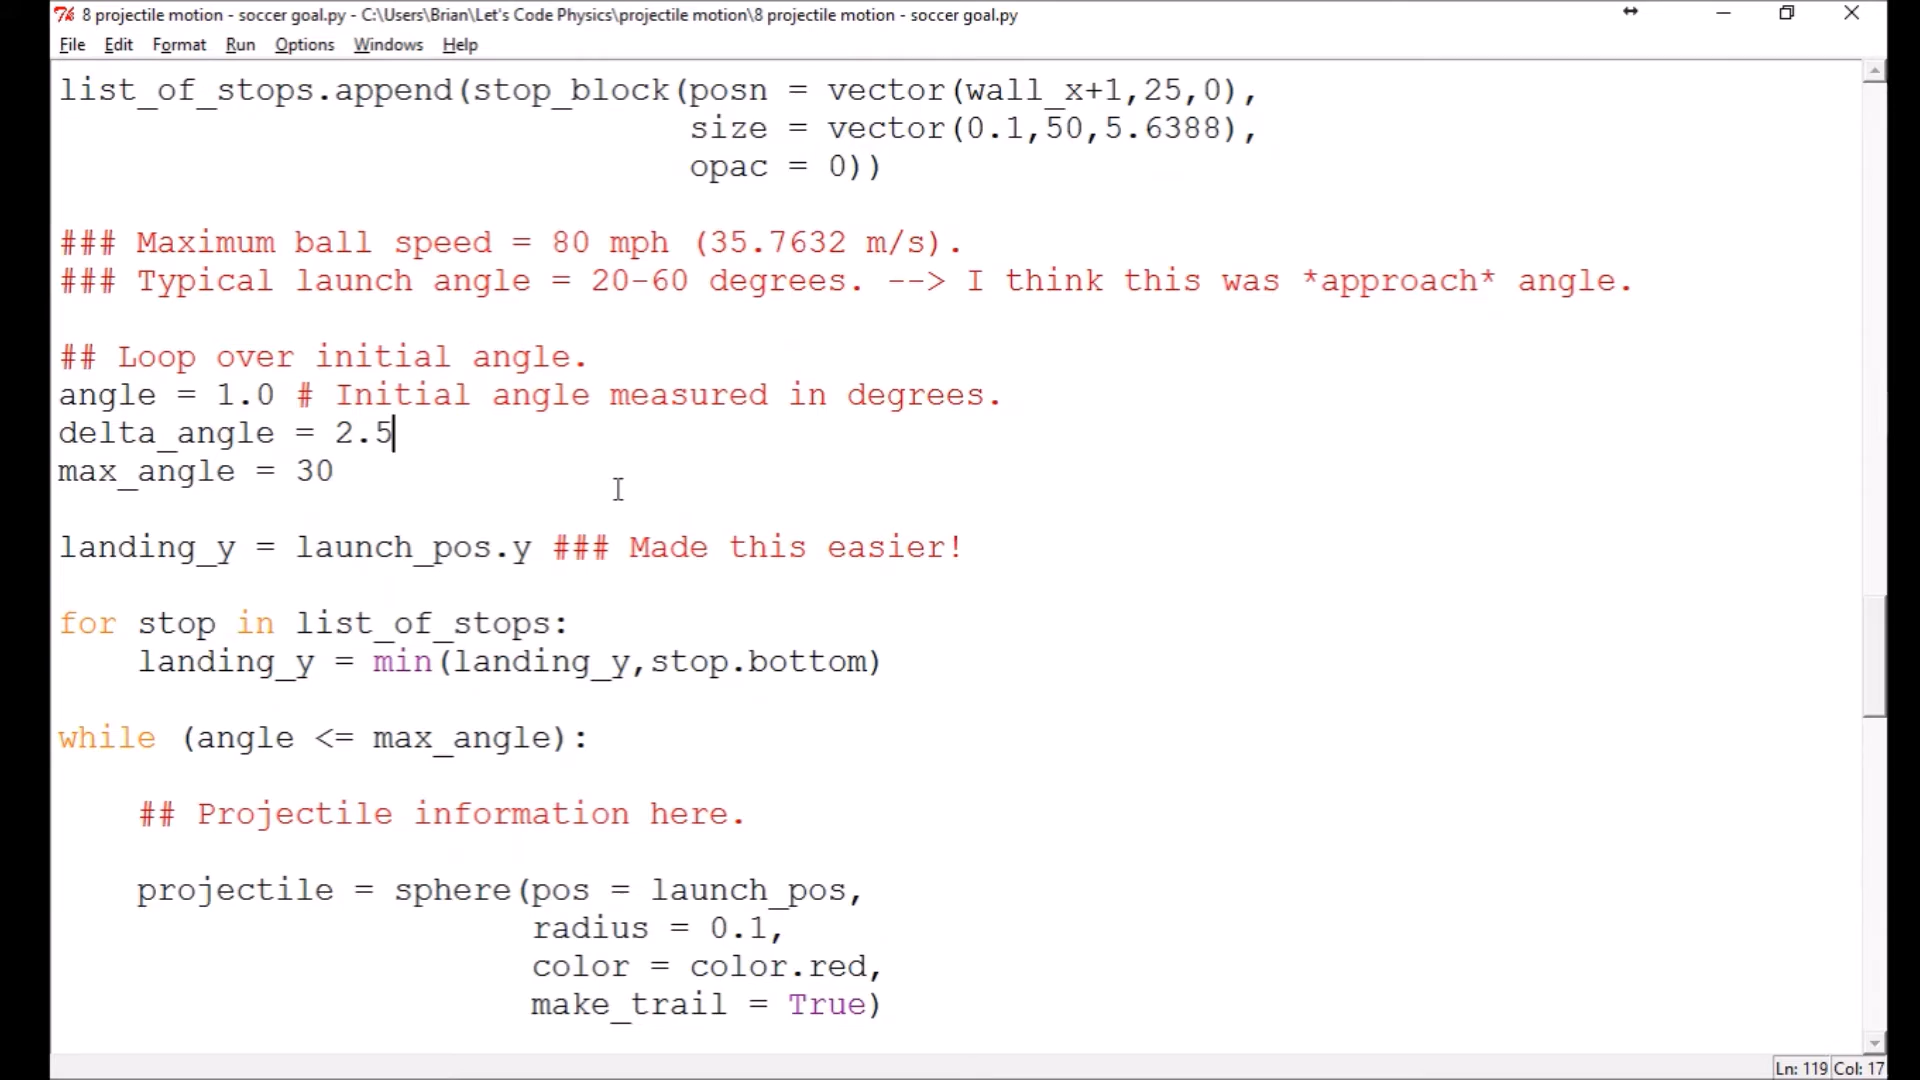 8 projectile motion - soccer goal.py - C:\Users\Brian\Let's Code Physics\projectile motion\8 projectile motion - soccer goal.py
File Edit Format Run Options Windows Help
list_of_stops.append(stop_block(posn = vector(wall_x+1,25,0),
size = vector(0.1,50,5.6388),
opac = 0))
### Maximum ball speed = 80 mph (35.7632 m/s).
### Typical launch angle = 20-60 degrees. --> I think this was *approach* angle.
## Loop over initial angle.
angle = 1.0 # Initial angle measured in degrees.
delta_angle = 2.5
max_angle = 30
landing_y = launch_pos.y ### Made this easier!
for stop in list_of_stops:
landing_y = min(landing_y,stop.bottom)
while (angle <= max_angle):
## Projectile information here.
projectile = sphere(pos = launch_pos,
radius = 0.1,
color = color.red,
make_trail = True)
Ln: 119 Col: 17